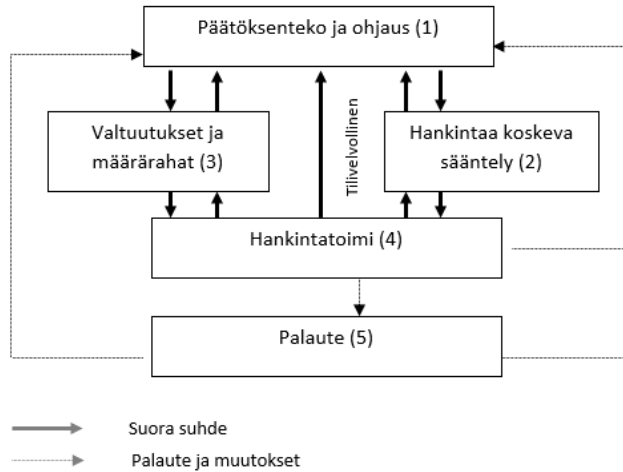 Päätöksenteko ja ohjaus (1)
Valtuutukset ja
määrärahat (3)
Tilivelvollinen
Hankintaa koskeva
sääntely (2)
Hankintatoimi (4)
Palaute (5)
Suora suhde
Palaute ja muutokset